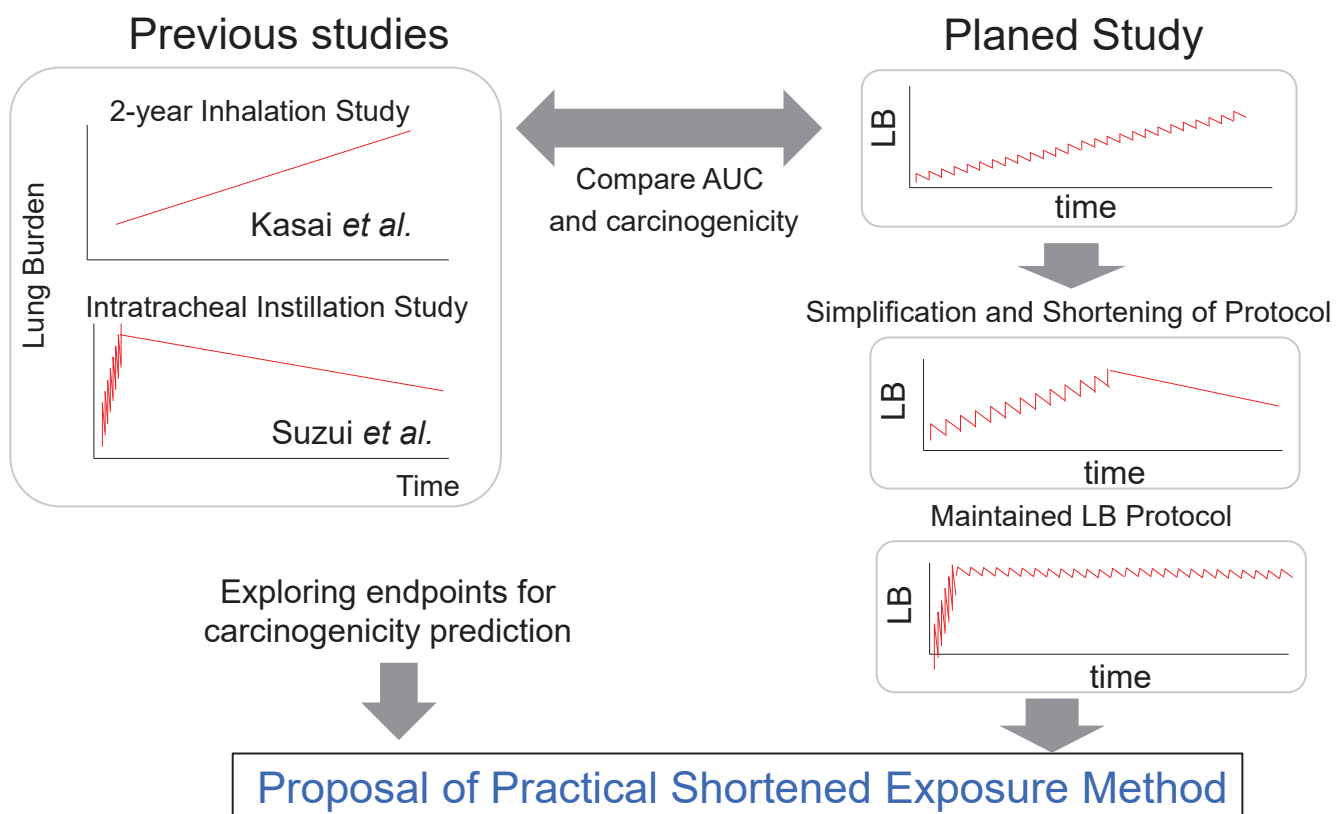 Previous studies
2-year Inhalation Study
Kasai et al.
Lung Burden
Intratracheal Instillation Study
Suzui et al.
Time
Compare AUC
and carcinogenicity
Planed Study
LB
time
Simplification and Shortening of Protocol
LB
time
Maintained LB Protocol
LB
time
Exploring endpoints for
carcinogenicity prediction
Proposal of Practical Shortened Exposure Method